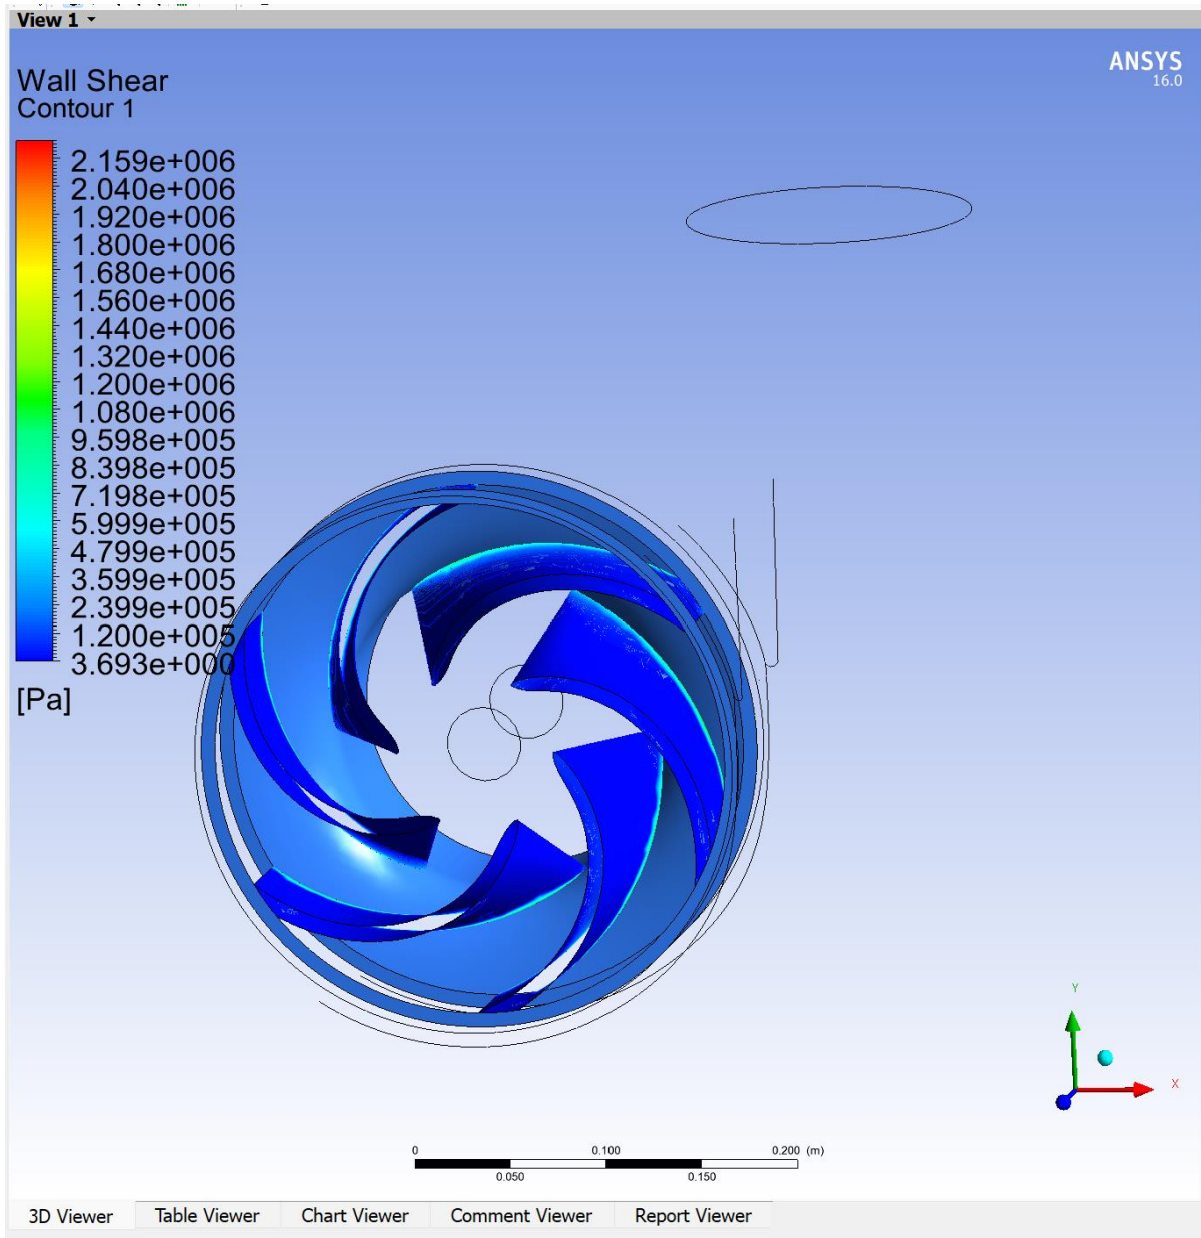 View 1
ANSYS
16.0
Wall Shear
Contour 1
2.159e+006
2.040e+006
1.920e+006
1.800e+006
1.680e+006
1.560e+006
1.440e+006
1.320e+006
1.200e+006
1.080e+006
9.598e+005
8.398e+005
7.198e+005
5.999e+005
4.799e+005
3.599e+005
2.399e+005
1.200e+005
3.693e+000
[Pa]
Y
X
0 0.100 0.200 (m)
0.050 0.150
3D Viewer Table Viewer Chart Viewer Comment Viewer Report Viewer